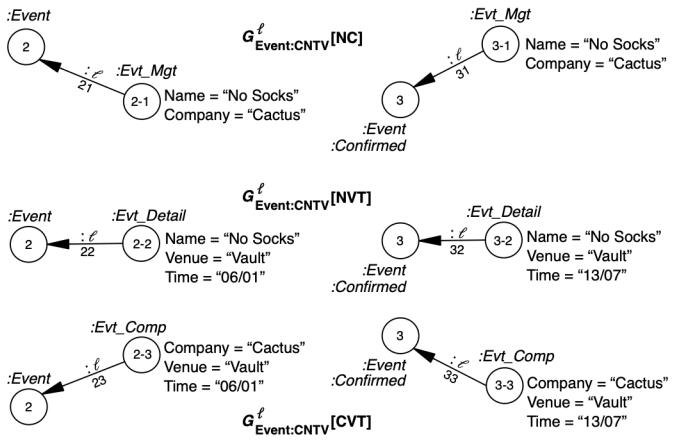 :Event
2
:ℓ
21
:Evt_Mgt
2-1
Name = “No Socks”
Company = “Cactus”
G^ℓ_Event:CNTV[NC]
:Evt_Mgt
3-1
Name = “No Socks”
Company = “Cactus”
:ℓ
31
3
:Event
:Confirmed
G^ℓ_Event:CNTV[NVT]
:Event
2
:ℓ
22
:Evt_Detail
2-2
Name = “No Socks”
Venue = “Vault”
Time = “06/01”
3
:Event
:Confirmed
:ℓ
32
:Evt_Detail
3-2
Name = “No Socks”
Venue = “Vault”
Time = “13/07”
:Evt_Comp
2-3
Company = “Cactus”
Venue = “Vault”
Time = “06/01”
:ℓ
23
:Event
2
3
:Event
:Confirmed
:ℓ
33
:Evt_Comp
3-3
Company = “Cactus”
Venue = “Vault”
Time = “13/07”
G^ℓ_Event:CNTV[CVT]